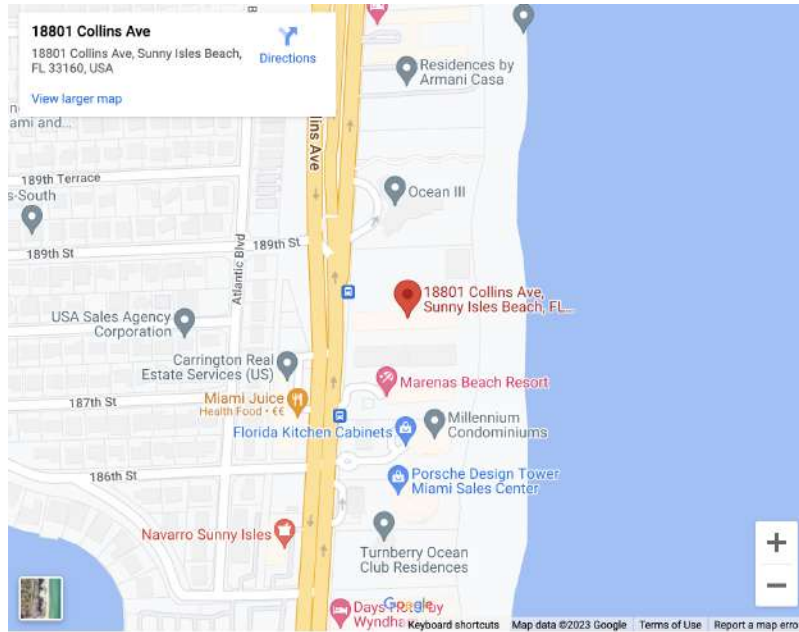 18801 Collins Ave
18801 Collins Ave, Sunny Isles Beach,
FL 33160, USA
Directions
View larger map
ami and...
Residences by
Armani Casa
llins Ave
189th Terrace
s-South
Ocean III
189th St
189th St
Atlantic Blvd
18801 Collins Ave,
Sunny Isles Beach, FL...
USA Sales Agency
Corporation
Carrington Real
Estate Services (US)
Marenas Beach Resort
187th St
Miami Juice
Health Food • €€
Millennium
Condominiums
Florida Kitchen Cabinets
186th St
Porsche Design Tower
Miami Sales Center
Navarro Sunny Isles
Turnberry Ocean
Club Residences
Days Hotel by
Wyndha
Google
Keyboard shortcuts
Map data ©2023 Google
Terms of Use
Report a map erro